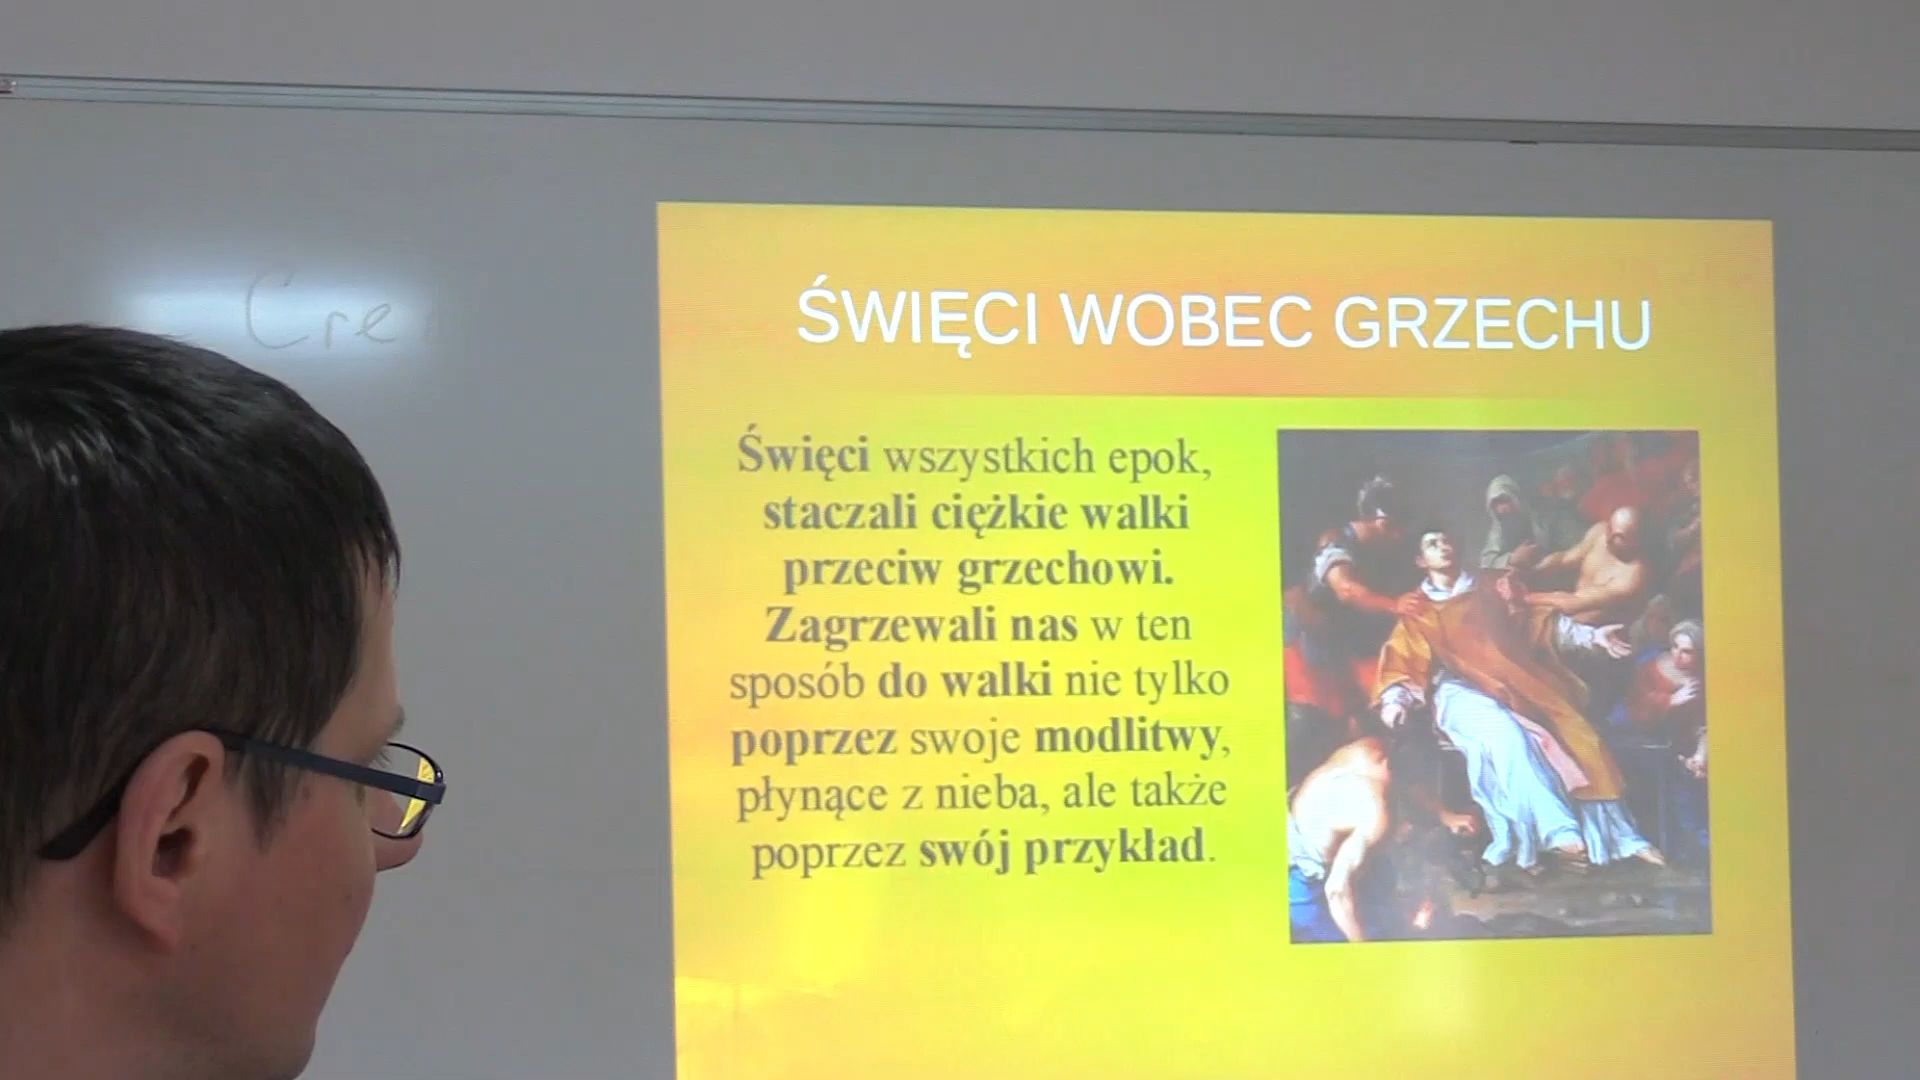 Cre
ŚWIĘCI WOBEC GRZECHU
Święci wszystkich epok,
staczali ciężkie walki
przeciw grzechowi.
Zagrzewali nas w ten
sposób do walki nie tylko
poprzez swoje modlitwy,
płynące z nieba, ale także
poprzez swój przykład.